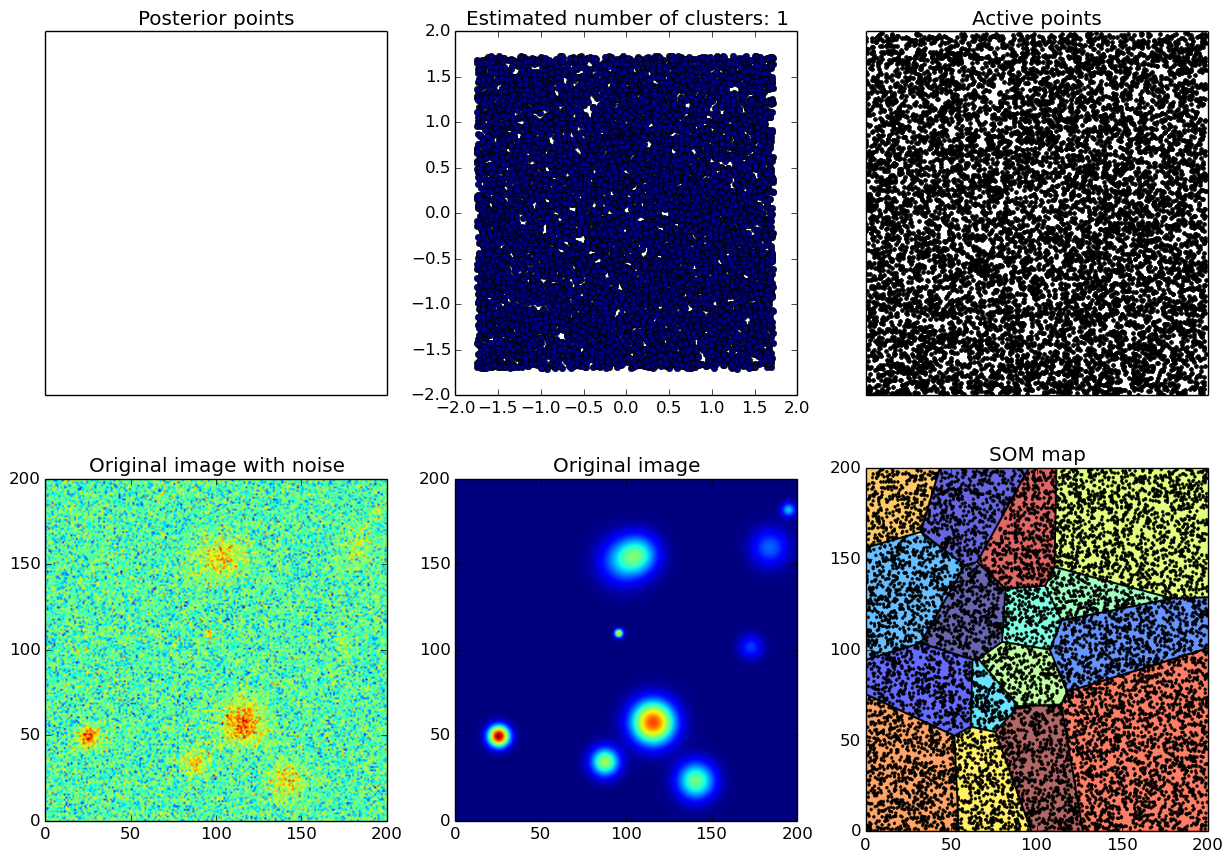 Posterior points
Estimated number of clusters: 1
Active points
2.0
1.5
1.0
0.5
0.0
−0.5
−1.0
−1.5
−2.0
−2.0 −1.5 −1.0 −0.5 0.0 0.5 1.0 1.5 2.0
Original image with noise
Original image
SOM map
200
150
100
50
0
0 50 100 150 200
200
150
100
50
0
0 50 100 150 200
200
150
100
50
0
0 50 100 150 200